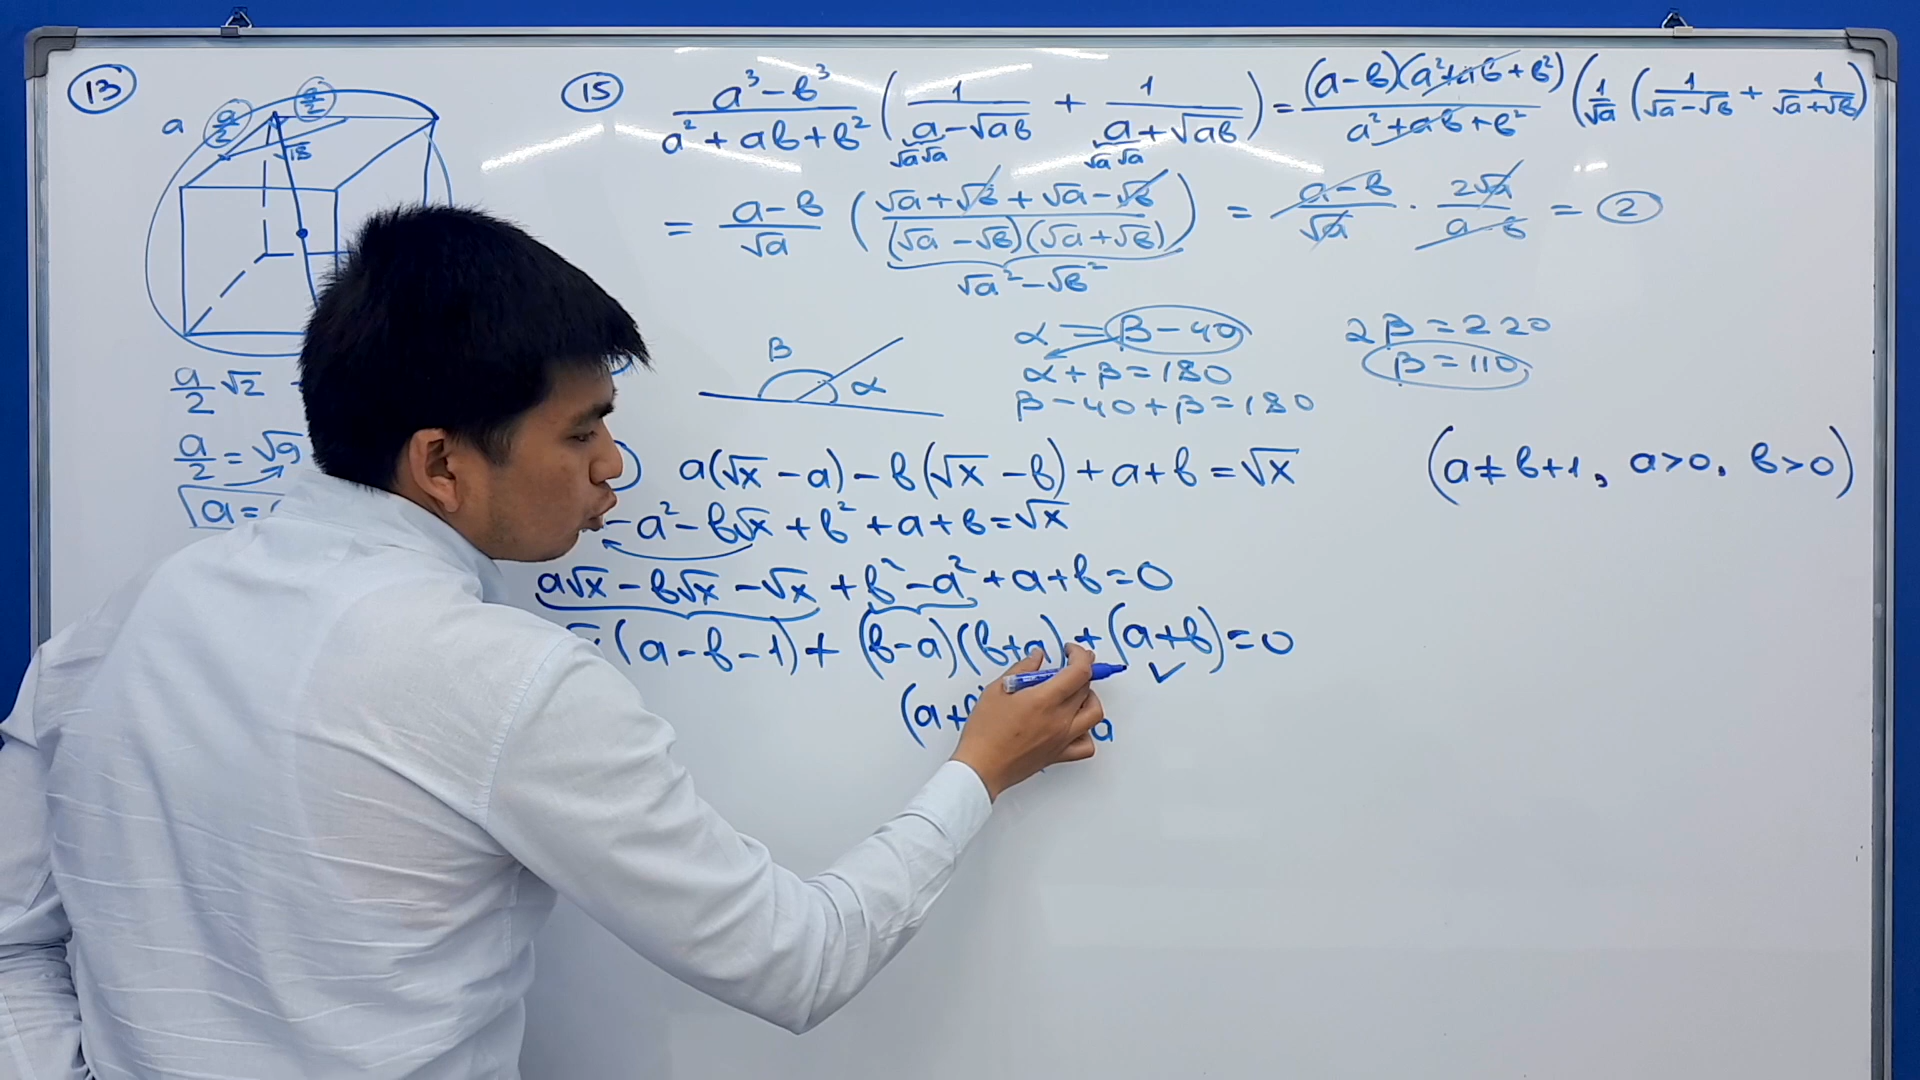 13
a
a/2
a/2
√18
a/2 √2
a/2 = √9
a =
15
(a³ − b³)/(a² + ab + b²) (1/(a − √ab) + 1/(a + √ab)) = ((a − b)(a² + ab + b²))/(a² + ab + b²) (1/√a (1/(√a − √b) + 1/(√a + √b))
√a √a
√a √a
= (a − b)/√a ((√a + √b + √a − √b)/((√a − √b)(√a + √b))) = (a − b)/√a · 2√a/(a − b) = 2
√a² − √b²
β
α
α = β − 40
α + β = 180
β − 40 + β = 180
2β = 220
β = 110
a(√x − a) − b(√x − b) + a + b = √x (a ≠ b + 1, a > 0, b > 0)
− a² − b√x + b² + a + b = √x
a√x − b√x − √x + b² − a² + a + b = 0
(a − b − 1) + (b − a)(b + a) + (a + b) = 0
(a +
a